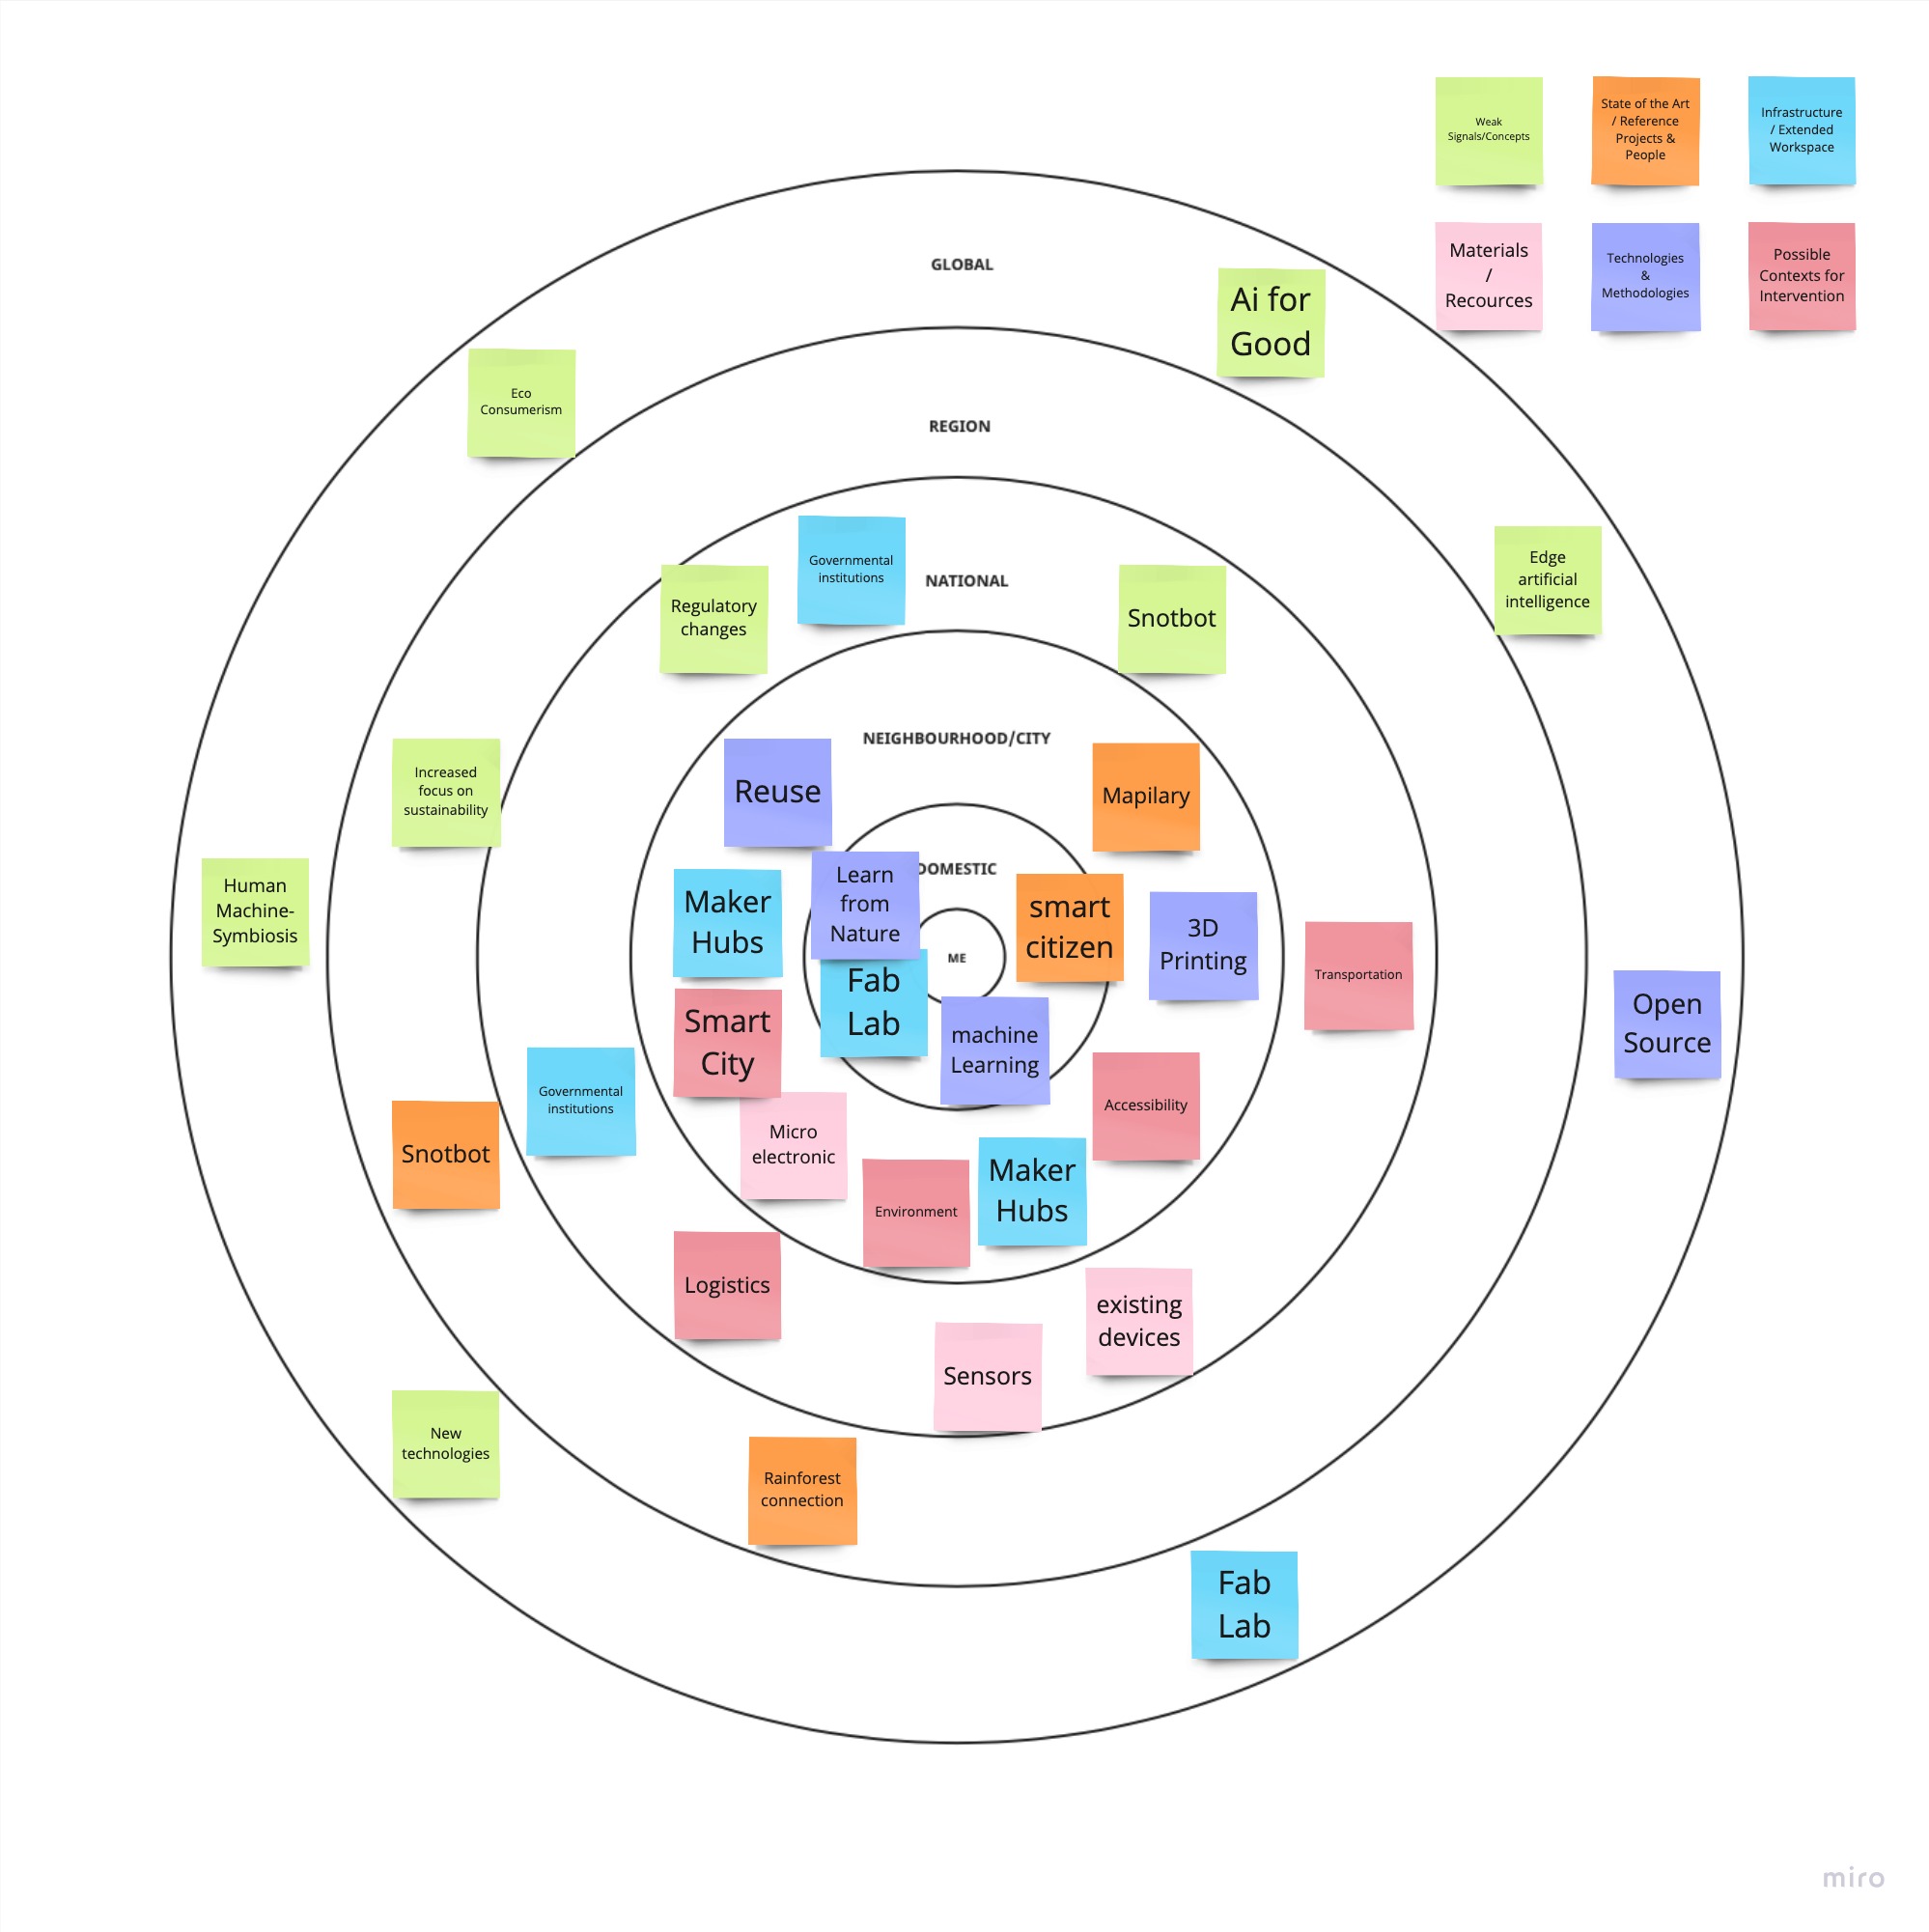 Weak
Signals/Concepts
State of the Art
/ Reference
Projects &
People
Infrastructure
/ Extended
Workspace
Materials
/
Recources
Technologies
&
Methodologies
Possible
Contexts for
Intervention
GLOBAL
Ai for
Good
Eco
Consumerism
REGION
Edge
artificial
intelligence
Governmental
institutions
NATIONAL
Regulatory
changes
Snotbot
NEIGHBOURHOOD/CITY
Increased
focus on
sustainability
Reuse
Mapilary
DOMESTIC
Human
Machine-
Symbiosis
Maker
Hubs
Learn
from
Nature
smart
citizen
3D
Printing
ME
Transportation
Fab
Lab
Smart
City
machine
Learning
Open
Source
Governmental
institutions
Accessibility
Snotbot
Micro
electronic
Environment
Maker
Hubs
Logistics
existing
devices
Sensors
New
technologies
Rainforest
connection
Fab
Lab
miro